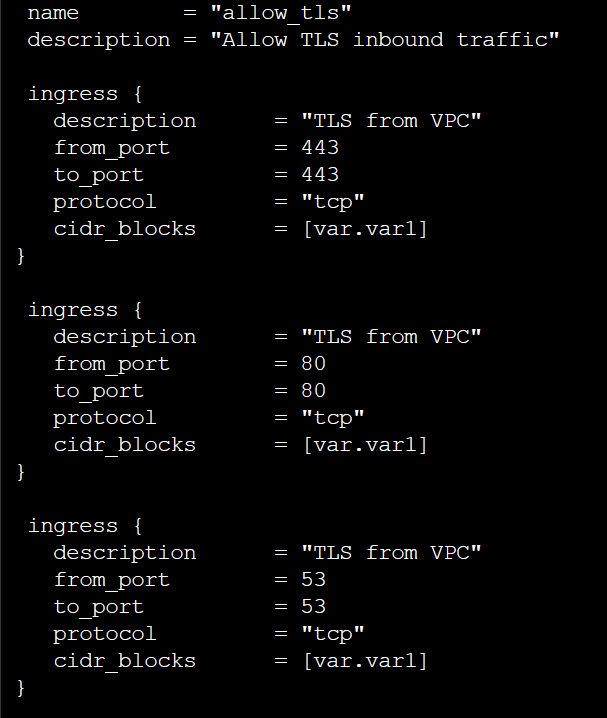 name        = "allow_tls"
description = "Allow TLS inbound traffic"
ingress {
description      = "TLS from VPC"
from_port        = 443
to_port          = 443
protocol         = "tcp"
cidr_blocks      = [var.var1]
}
ingress {
description      = "TLS from VPC"
from_port        = 80
to_port          = 80
protocol         = "tcp"
cidr_blocks      = [var.var1]
}
ingress {
description      = "TLS from VPC"
from_port        = 53
to_port          = 53
protocol         = "tcp"
cidr_blocks      = [var.var1]
}